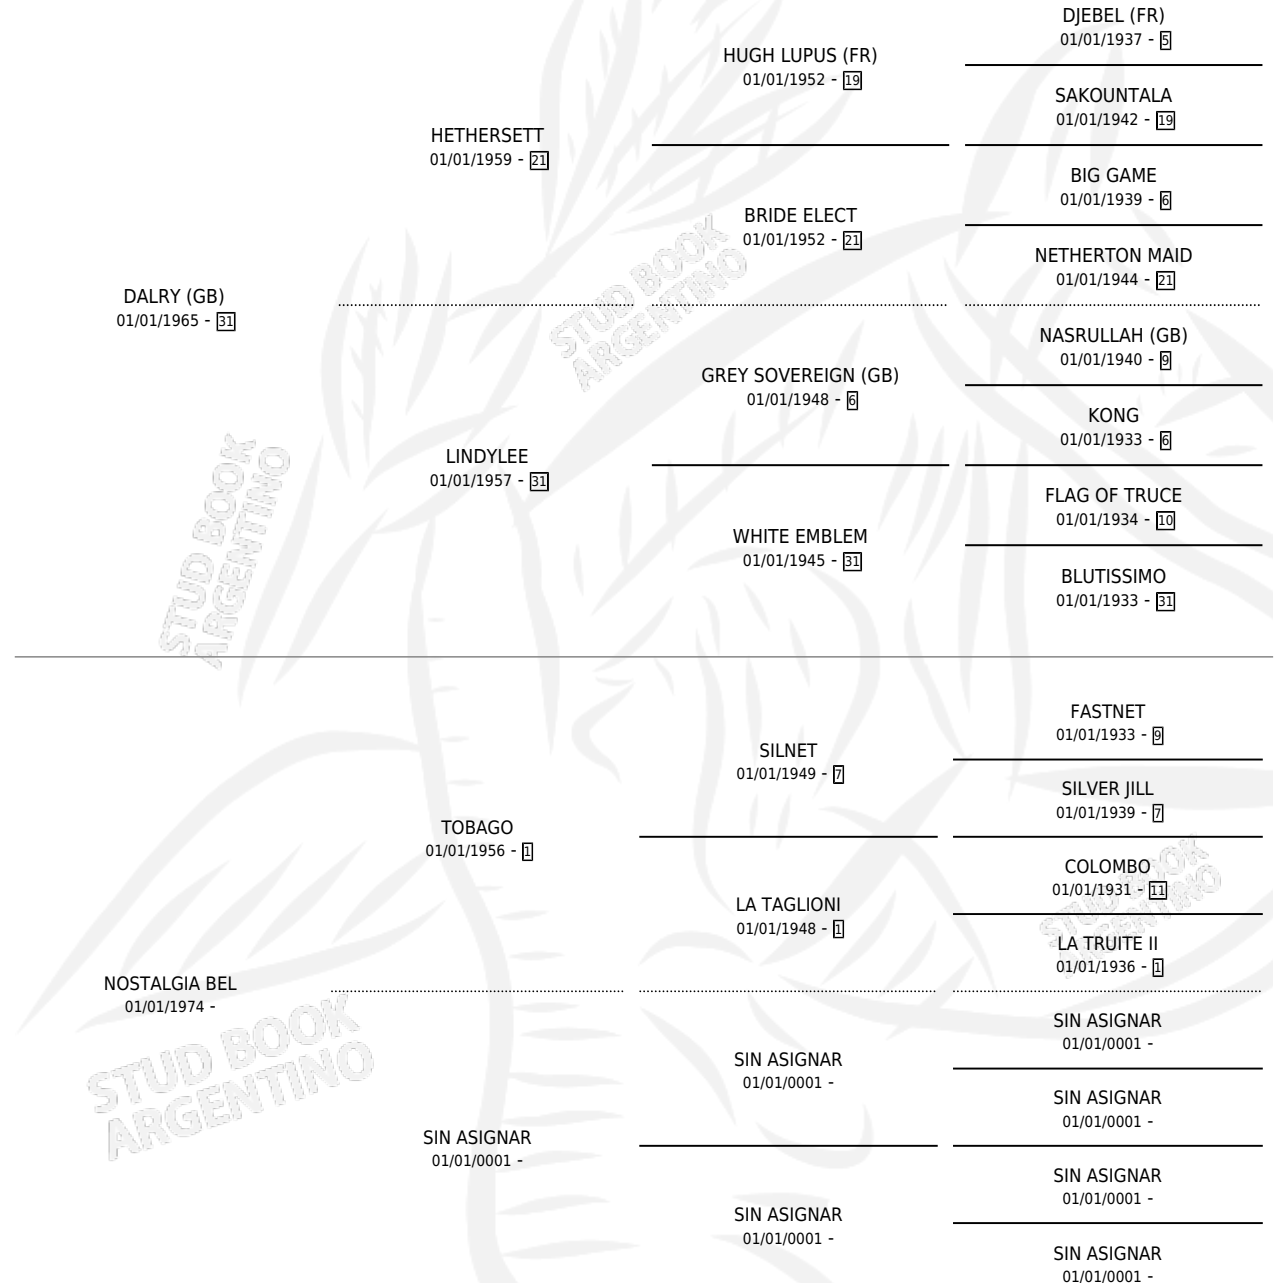 DJEBEL (FR)
01/01/1937 - 5
HUGH LUPUS (FR)
01/01/1952 - 19
SAKOUNTALA
01/01/1942 - 19
HETHERSETT
01/01/1959 - 21
BIG GAME
01/01/1939 - 6
BRIDE ELECT
01/01/1952 - 21
NETHERTON MAID
01/01/1944 - 21
DALRY (GB)
01/01/1965 - 31
STUD BOOK
ARGENTINO
NASRULLAH (GB)
01/01/1940 - 9
GREY SOVEREIGN (GB)
01/01/1948 - 6
KONG
01/01/1933 - 6
LINDYLEE
01/01/1957 - 31
FLAG OF TRUCE
01/01/1934 - 10
WHITE EMBLEM
01/01/1945 - 31
BLUTISSIMO
01/01/1933 - 31
STUD BOOK
ARGENTINO
FASTNET
01/01/1933 - 9
SILNET
01/01/1949 - 7
SILVER JILL
01/01/1939 - 7
TOBAGO
01/01/1956 - 1
COLOMBO
01/01/1931 - 11
LA TAGLIONI
01/01/1948 - 1
STUD BOOK
ARGENTINO
LA TRUITE II
01/01/1936 - 1
NOSTALGIA BEL
01/01/1974 -
SIN ASIGNAR
01/01/0001 -
SIN ASIGNAR
01/01/0001 -
SIN ASIGNAR
01/01/0001 -
STUD BOOK
ARGENTINO
SIN ASIGNAR
01/01/0001 -
SIN ASIGNAR
01/01/0001 -
SIN ASIGNAR
01/01/0001 -
SIN ASIGNAR
01/01/0001 -